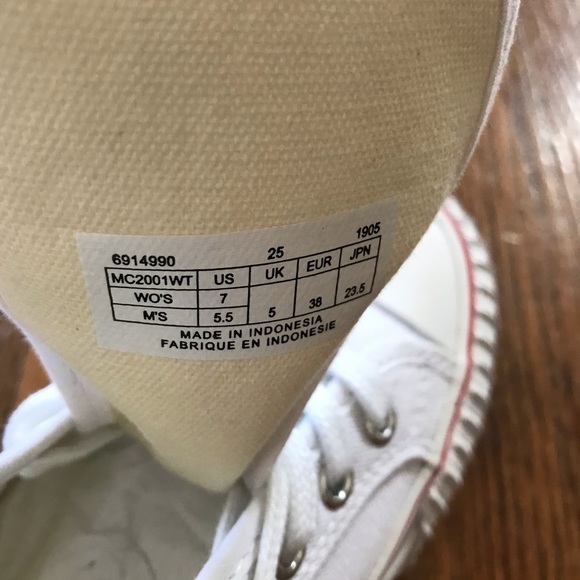 6914990 25 1905
MC2001WT US UK EUR JPN
WO'S 7 5 38 23.5
M'S 5.5
MADE IN INDONESIA
FABRIQUE EN INDONESIE